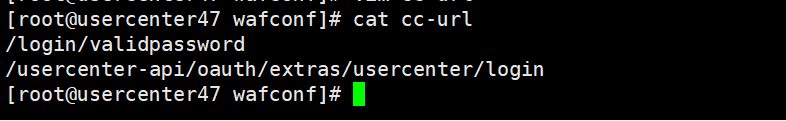 [root@usercenter47 wafconf]# cat cc-url
/login/validpassword
/usercenter-api/oauth/extras/usercenter/login
[root@usercenter47 wafconf]#